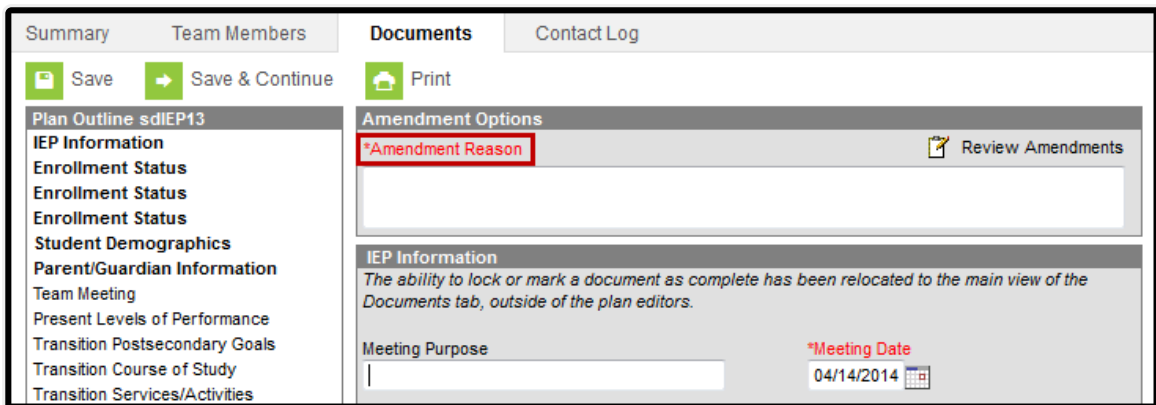 Summary Team Members Documents Contact Log
Save Save & Continue Print
Plan Outline sdIEP13
IEP Information
Enrollment Status
Enrollment Status
Enrollment Status
Student Demographics
Parent/Guardian Information
Team Meeting
Present Levels of Performance
Transition Postsecondary Goals
Transition Course of Study
Transition Services/Activities
Amendment Options
*Amendment Reason Review Amendments
IEP Information
The ability to lock or mark a document as complete has been relocated to the main view of the
Documents tab, outside of the plan editors.
Meeting Purpose *Meeting Date
04/14/2014